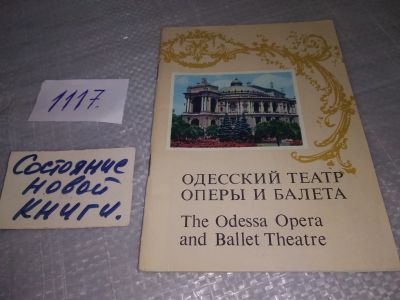 1117.
Состояние
новой
книги.
ОДЕССКИЙ ТЕАТР
ОПЕРЫ И БАЛЕТА
The Odessa Opera
and Ballet Theatre